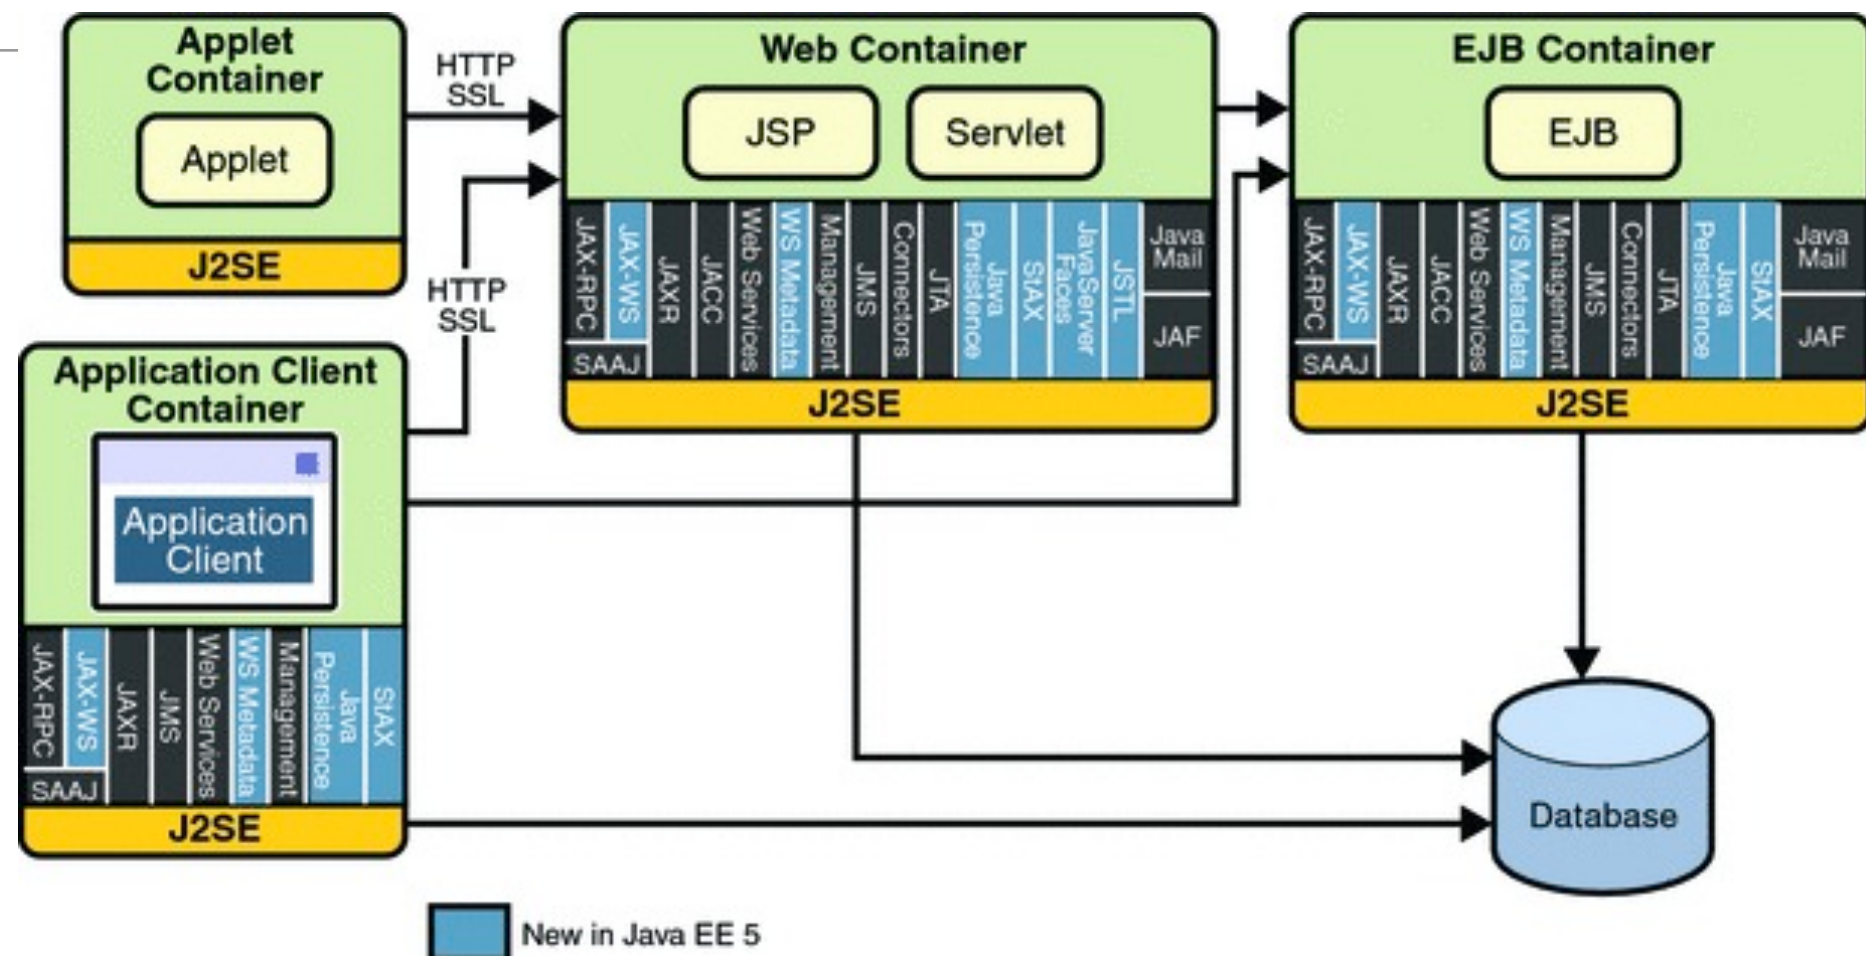 Applet
Container
Applet
J2SE
HTTP
SSL
HTTP
SSL
Web Container
JSP
Servlet
JAX-RPC
JAX-WS
SAAJ
JAXR
JACC
Web Services
WS Metadata
Management
JMS
Connectors
JTA
Java
Persistence
StAX
JavaServer
Faces
JSTL
Java
Mail
JAF
J2SE
EJB Container
EJB
JAX-RPC
JAX-WS
SAAJ
JAXR
JACC
Web Services
WS Metadata
Management
JMS
Connectors
JTA
Java
Persistence
StAX
Java
Mail
JAF
J2SE
Application Client
Container
Application
Client
JAX-RPC
JAX-WS
SAAJ
JAXR
JMS
Web Services
WS Metadata
Management
Java
Persistence
StAX
J2SE
Database
New in Java EE 5